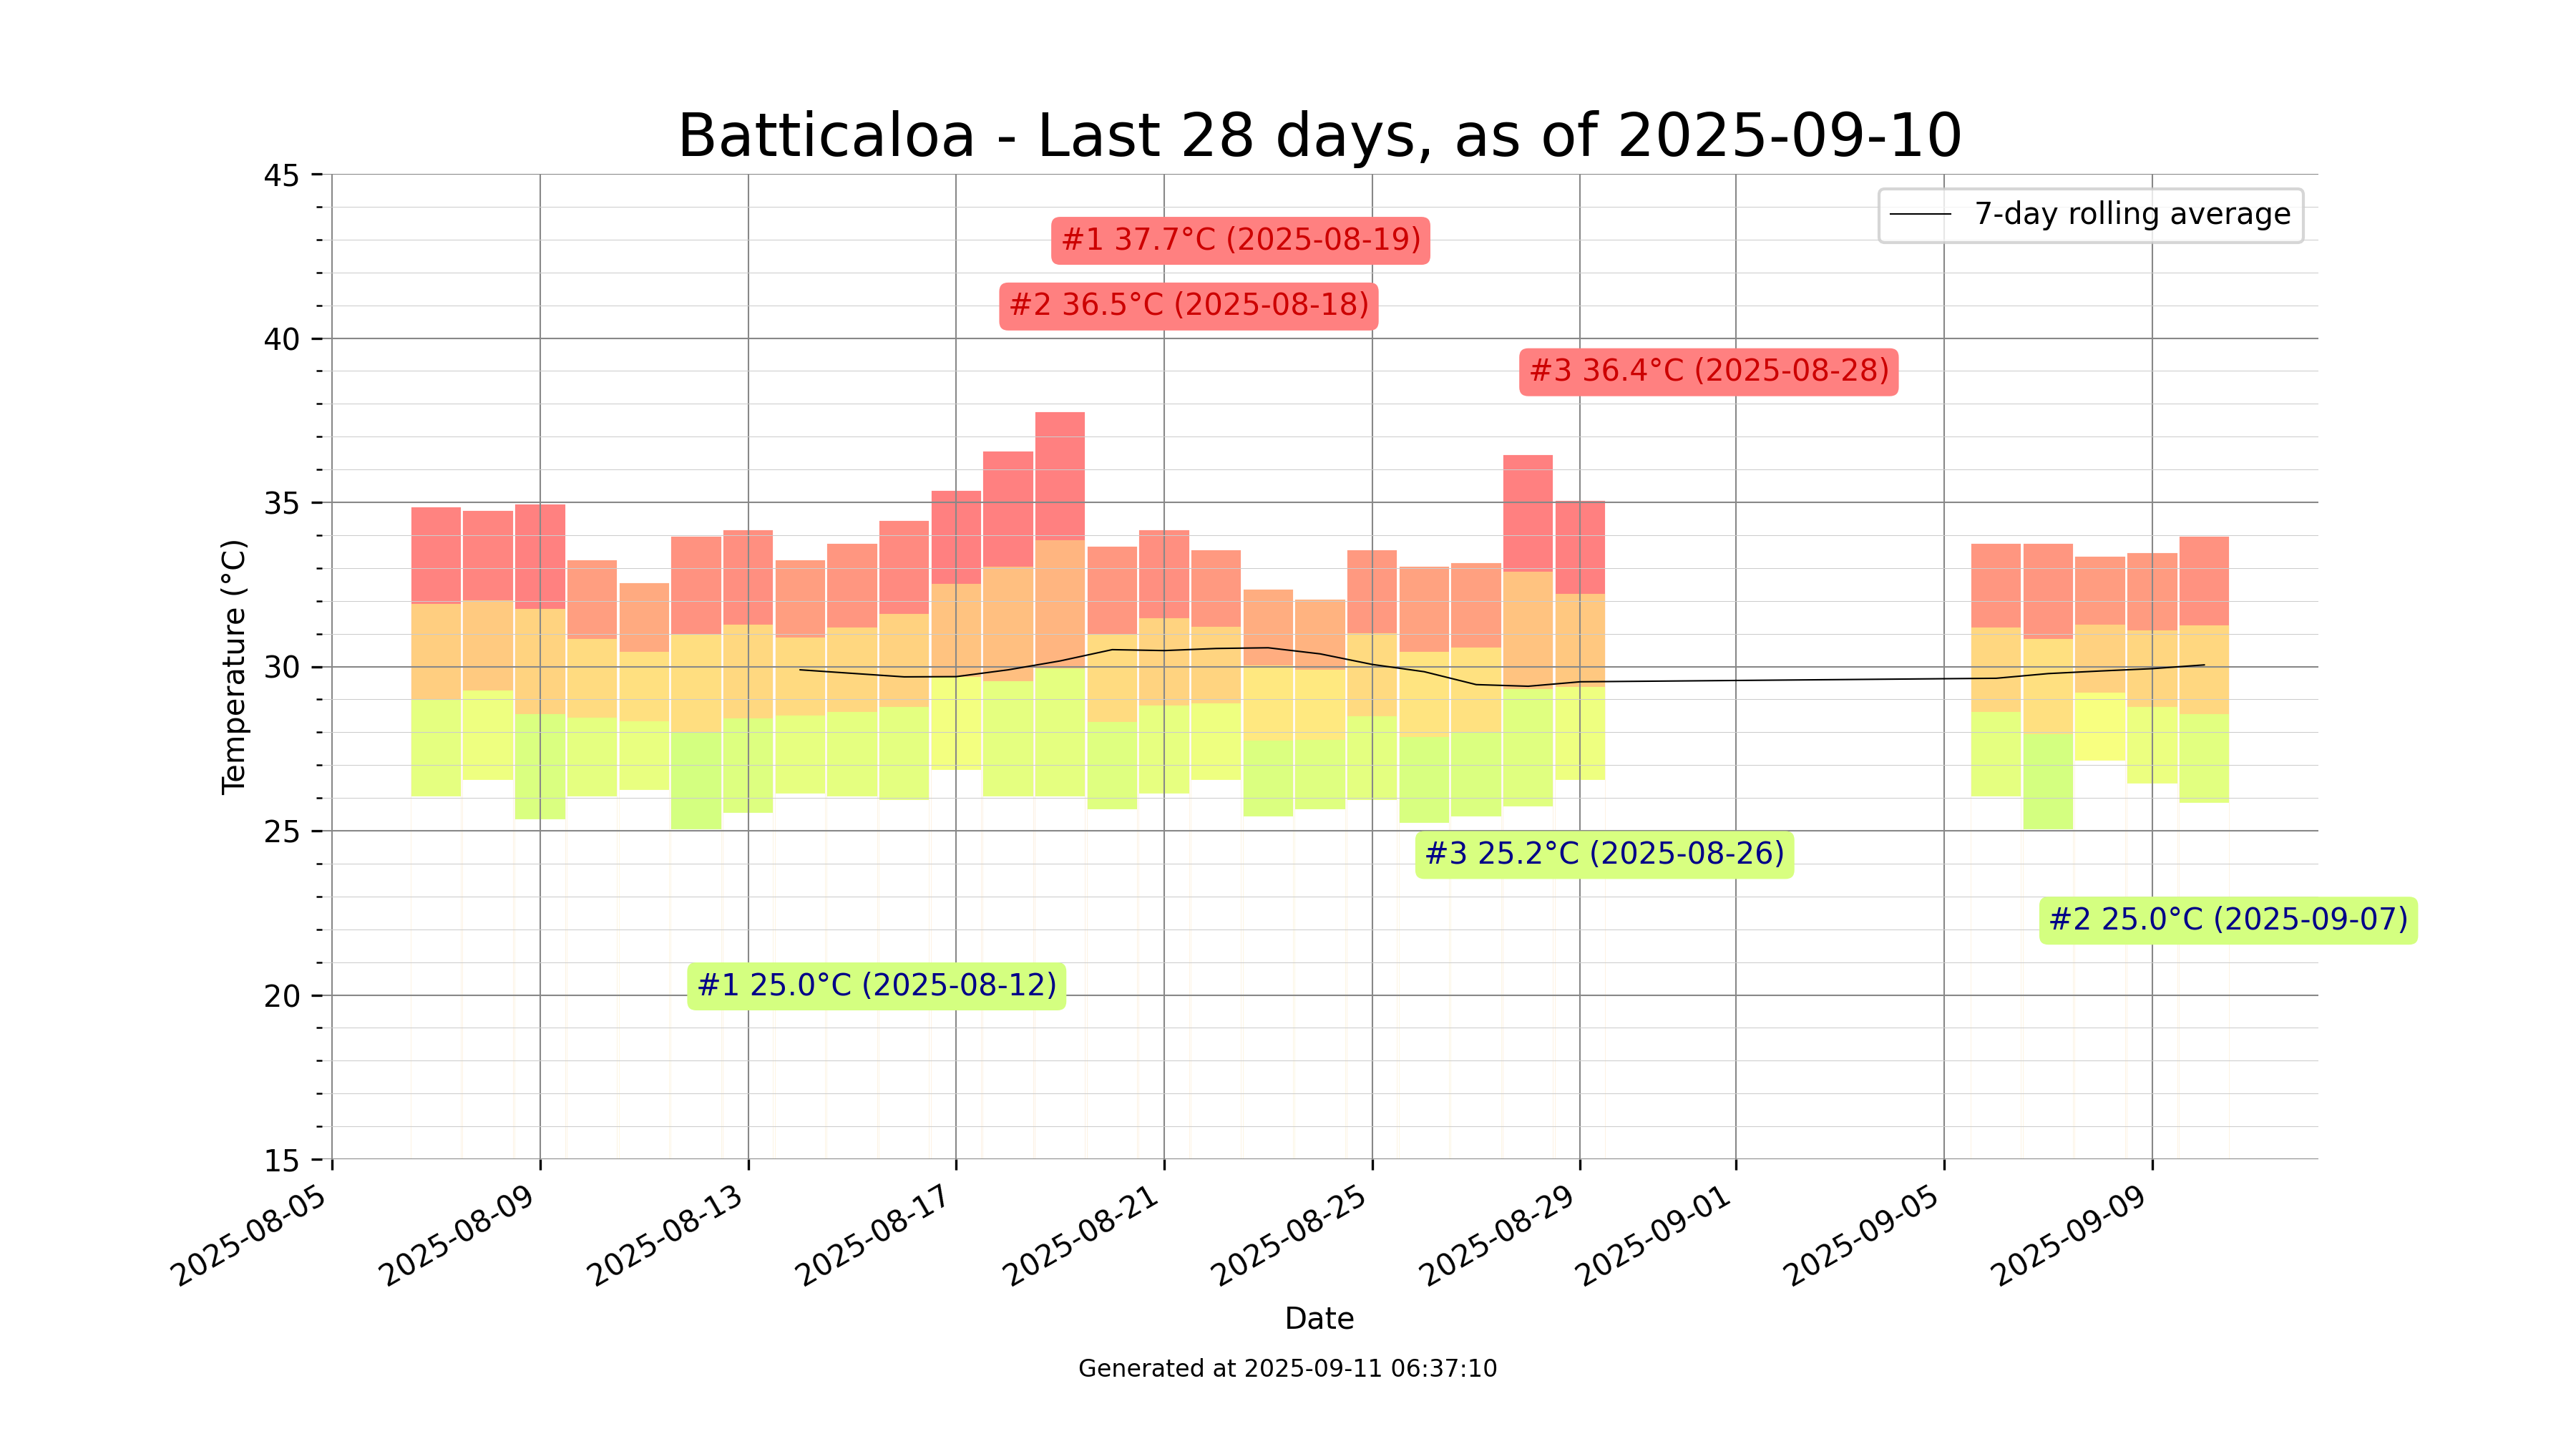 Batticaloa - Last 28 days, as of 2025-09-10
7-day rolling average
#1 37.7°C (2025-08-19)
#2 36.5°C (2025-08-18)
#3 36.4°C (2025-08-28)
#3 25.2°C (2025-08-26)
#2 25.0°C (2025-09-07)
#1 25.0°C (2025-08-12)
Temperature (°C)
45
40
35
30
25
20
15
2025-08-05
2025-08-09
2025-08-13
2025-08-17
2025-08-21
2025-08-25
2025-08-29
2025-09-01
2025-09-05
2025-09-09
Date
Generated at 2025-09-11 06:37:10